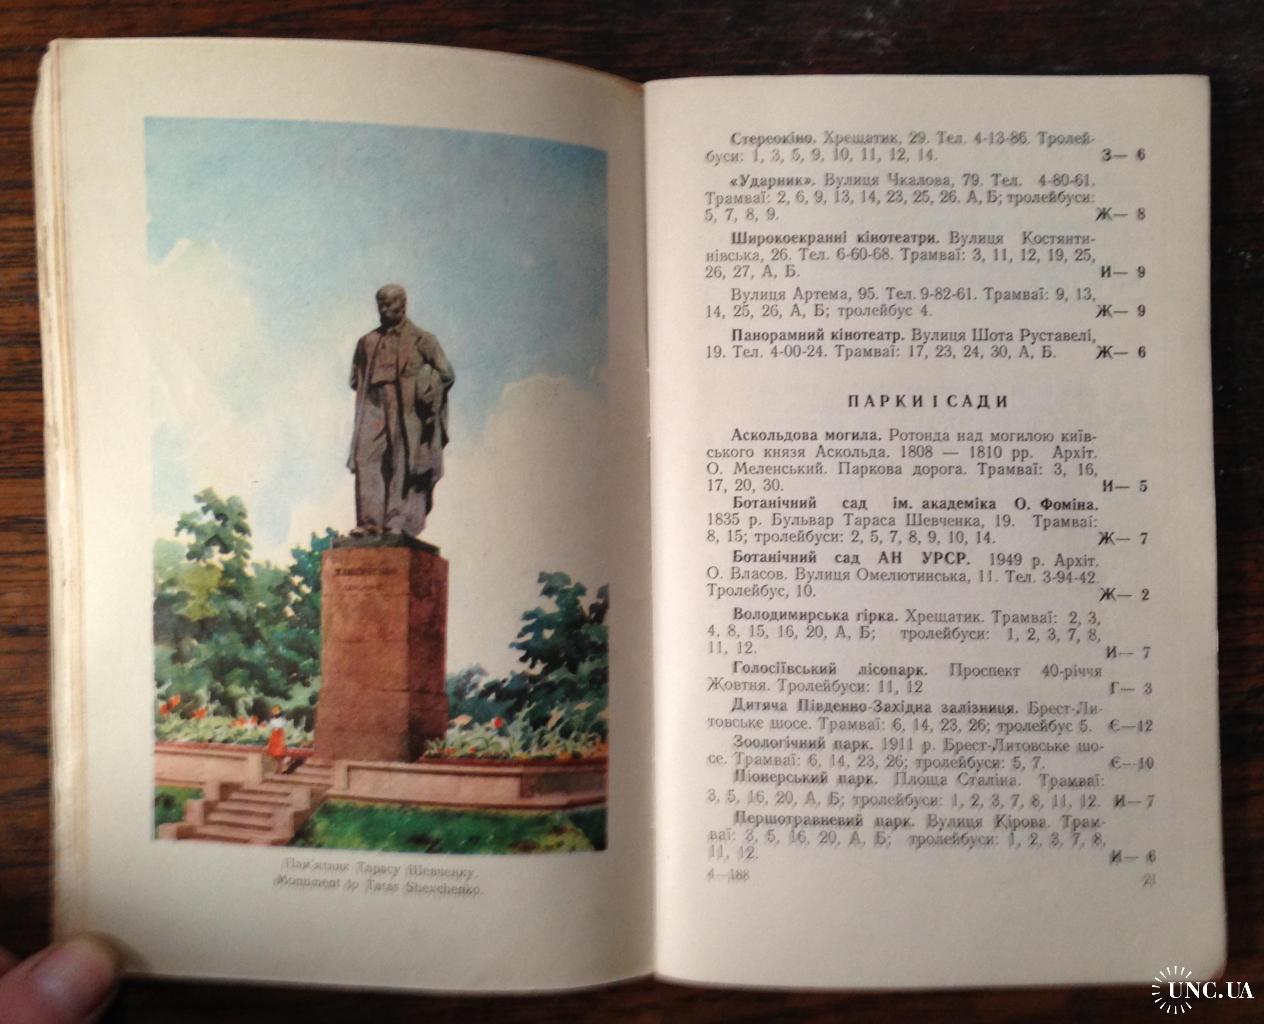 Т. ШЕВЧЕНКО
Пам'ятник Тарасу Шевченку.
Monument to Taras Shevchenko.
Стереокіно. Хрещатик, 29. Тел. 4-13-86. Тролей-
буси: 1, 3, 5, 9, 10, 11, 12, 14. З— 6
«Ударник». Вулиця Чкалова, 79. Тел. 4-80-61.
Трамваї: 2, 6, 9, 13, 14, 23, 25, 26. А, Б; тролейбуси:
5, 7, 8, 9. Ж— 8
Широкоекранні кінотеатри. Вулиця Костянти-
нівська, 26. Тел. 6-60-68. Трамваї: 3, 11, 12, 19, 25,
26, 27, А, Б. И— 9
Вулиця Артема, 95. Тел. 9-82-61. Трамваї: 9, 13,
14, 25, 26, А, Б; тролейбус 4. Ж— 9
Панорамний кінотеатр. Вулиця Шота Руставелі,
19. Тел. 4-00-24. Трамваї: 17, 23, 24, 30, А, Б. Ж— 6
ПАРКИ І САДИ
Аскольдова могила. Ротонда над могилою київ-
ського князя Аскольда. 1808 — 1810 рр. Архіт.
О. Меленський. Паркова дорога. Трамваї: 3, 16,
17, 20, 30. И— 5
Ботанічний сад ім. академіка О. Фоміна.
1835 р. Бульвар Тараса Шевченка, 19. Трамваї:
8, 15; тролейбуси: 2, 5, 7, 8, 9, 10, 14. Ж— 7
Ботанічний сад АН УРСР. 1949 р. Архіт.
О. Власов. Вулиця Омелютинська, 11. Тел. 3-94-42.
Тролейбус, 10. Ж— 2
Володимирська гірка. Хрещатик. Трамваї: 2, 3,
4, 8, 15, 16, 20, А, Б; тролейбуси: 1, 2, 3, 7, 8,
11, 12. И— 7
Голосіївський лісопарк. Проспект 40-річчя
Жовтня. Тролейбуси: 11, 12 Г— 3
Дитяча Південно-Західна залізниця. Брест-Ли-
товське шосе. Трамваї: 6, 14, 23, 26; тролейбус 5. Є—12
Зоологічний парк. 1911 р. Брест-Литовське шо-
се. Трамваї: 6, 14, 23, 26; тролейбуси: 5, 7. Є—10
Піонерський парк. Площа Сталіна. Трамваї:
3, 5, 16, 20, А, Б; тролейбуси: 1, 2, 3, 7, 8, 11, 12. И—7
Першотравневий парк. Вулиця Кірова. Трам-
ваї: 3, 5, 16, 20, А, Б; тролейбуси: 1, 2, 3, 7, 8,
11, 12. И— 6
4—188 21
UNC.UA